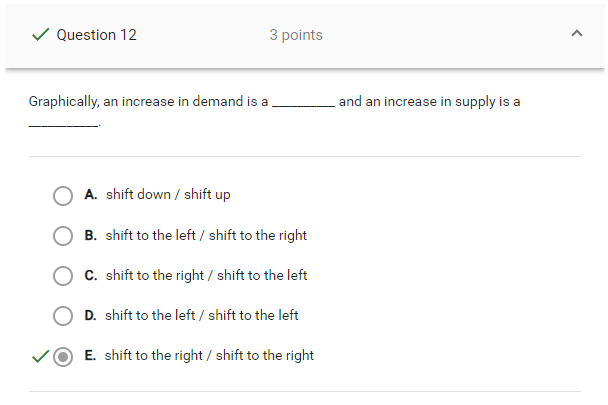 Question 12 3 points
Graphically, an increase in demand is a __________ and an increase in supply is a
___________.
A. shift down / shift up
B. shift to the left / shift to the right
C. shift to the right / shift to the left
D. shift to the left / shift to the left
E. shift to the right / shift to the right